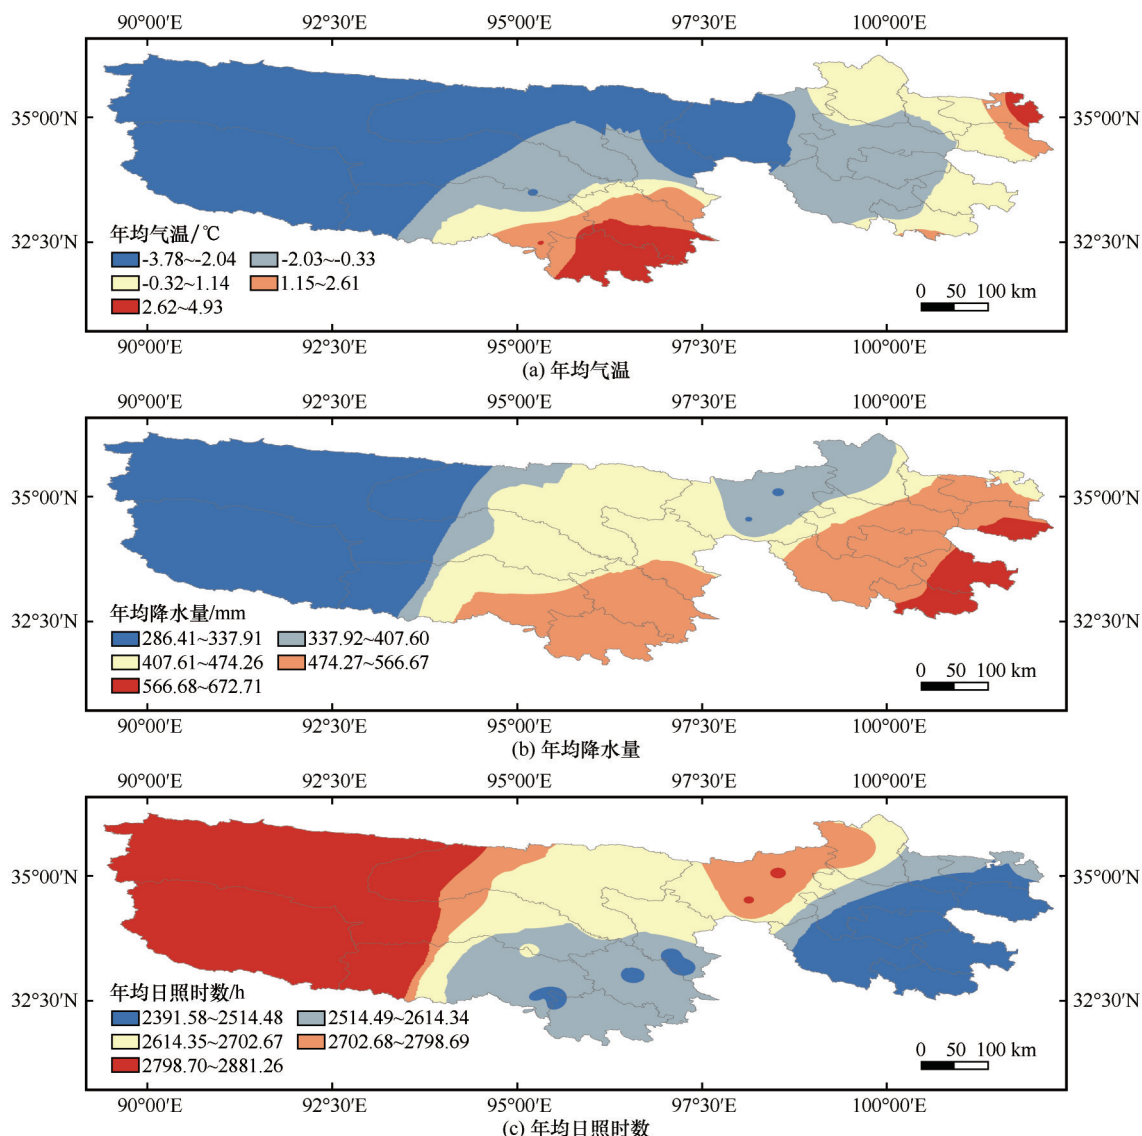 90°00′E 92°30′E 95°00′E 97°30′E 100°00′E
35°00′N 35°00′N
32°30′N 32°30′N
年均气温/℃
-3.78~-2.04 -2.03~-0.33
-0.32~1.14 1.15~2.61
2.62~4.93
0 50 100 km
90°00′E 92°30′E 95°00′E 97°30′E 100°00′E
(a) 年均气温
90°00′E 92°30′E 95°00′E 97°30′E 100°00′E
35°00′N 35°00′N
32°30′N 32°30′N
年均降水量/mm
286.41~337.91 337.92~407.60
407.61~474.26 474.27~566.67
566.68~672.71
0 50 100 km
90°00′E 92°30′E 95°00′E 97°30′E 100°00′E
(b) 年均降水量
90°00′E 92°30′E 95°00′E 97°30′E 100°00′E
35°00′N 35°00′N
32°30′N 32°30′N
年均日照时数/h
2391.58~2514.48 2514.49~2614.34
2614.35~2702.67 2702.68~2798.69
2798.70~2881.26
0 50 100 km
90°00′E 92°30′E 95°00′E 97°30′E 100°00′E
(c) 年均日照时数